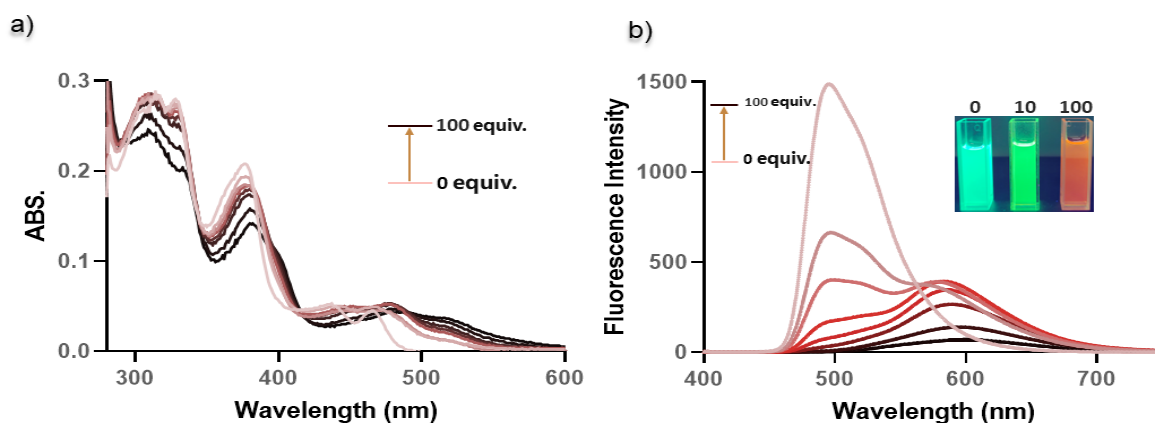 a)
0.3
0.2
0.1
0.0
ABS.
100 equiv.
0 equiv.
300
400
500
600
Wavelength (nm)
b)
1500
1000
500
0
Fluorescence Intensity
100 equiv.
0 equiv.
0 10 100
400
500
600
700
Wavelength (nm)